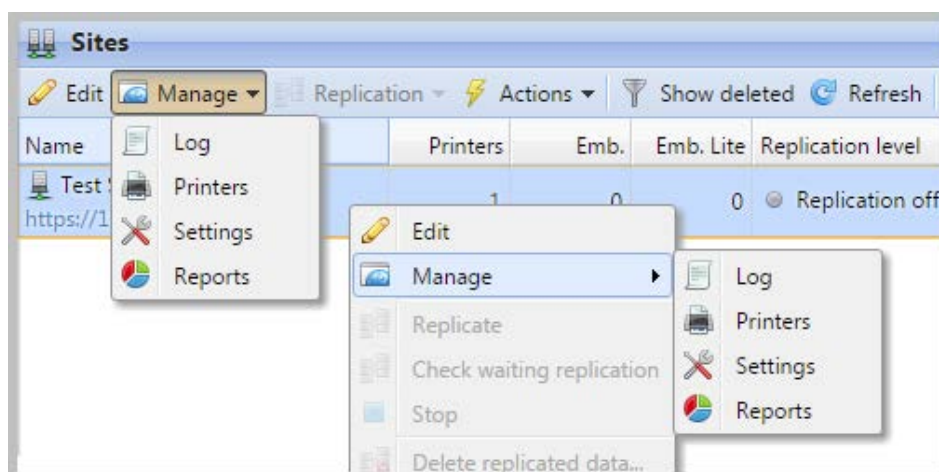 Sites
Edit Manage Replication Actions Show deleted Refresh
Name Printers Emb. Emb. Lite Replication level
Log
Printers
Settings
Reports
Test
https://1
1 0 0 Replication off
Edit
Manage
Replicate
Check waiting replication
Stop
Delete replicated data...
Log
Printers
Settings
Reports